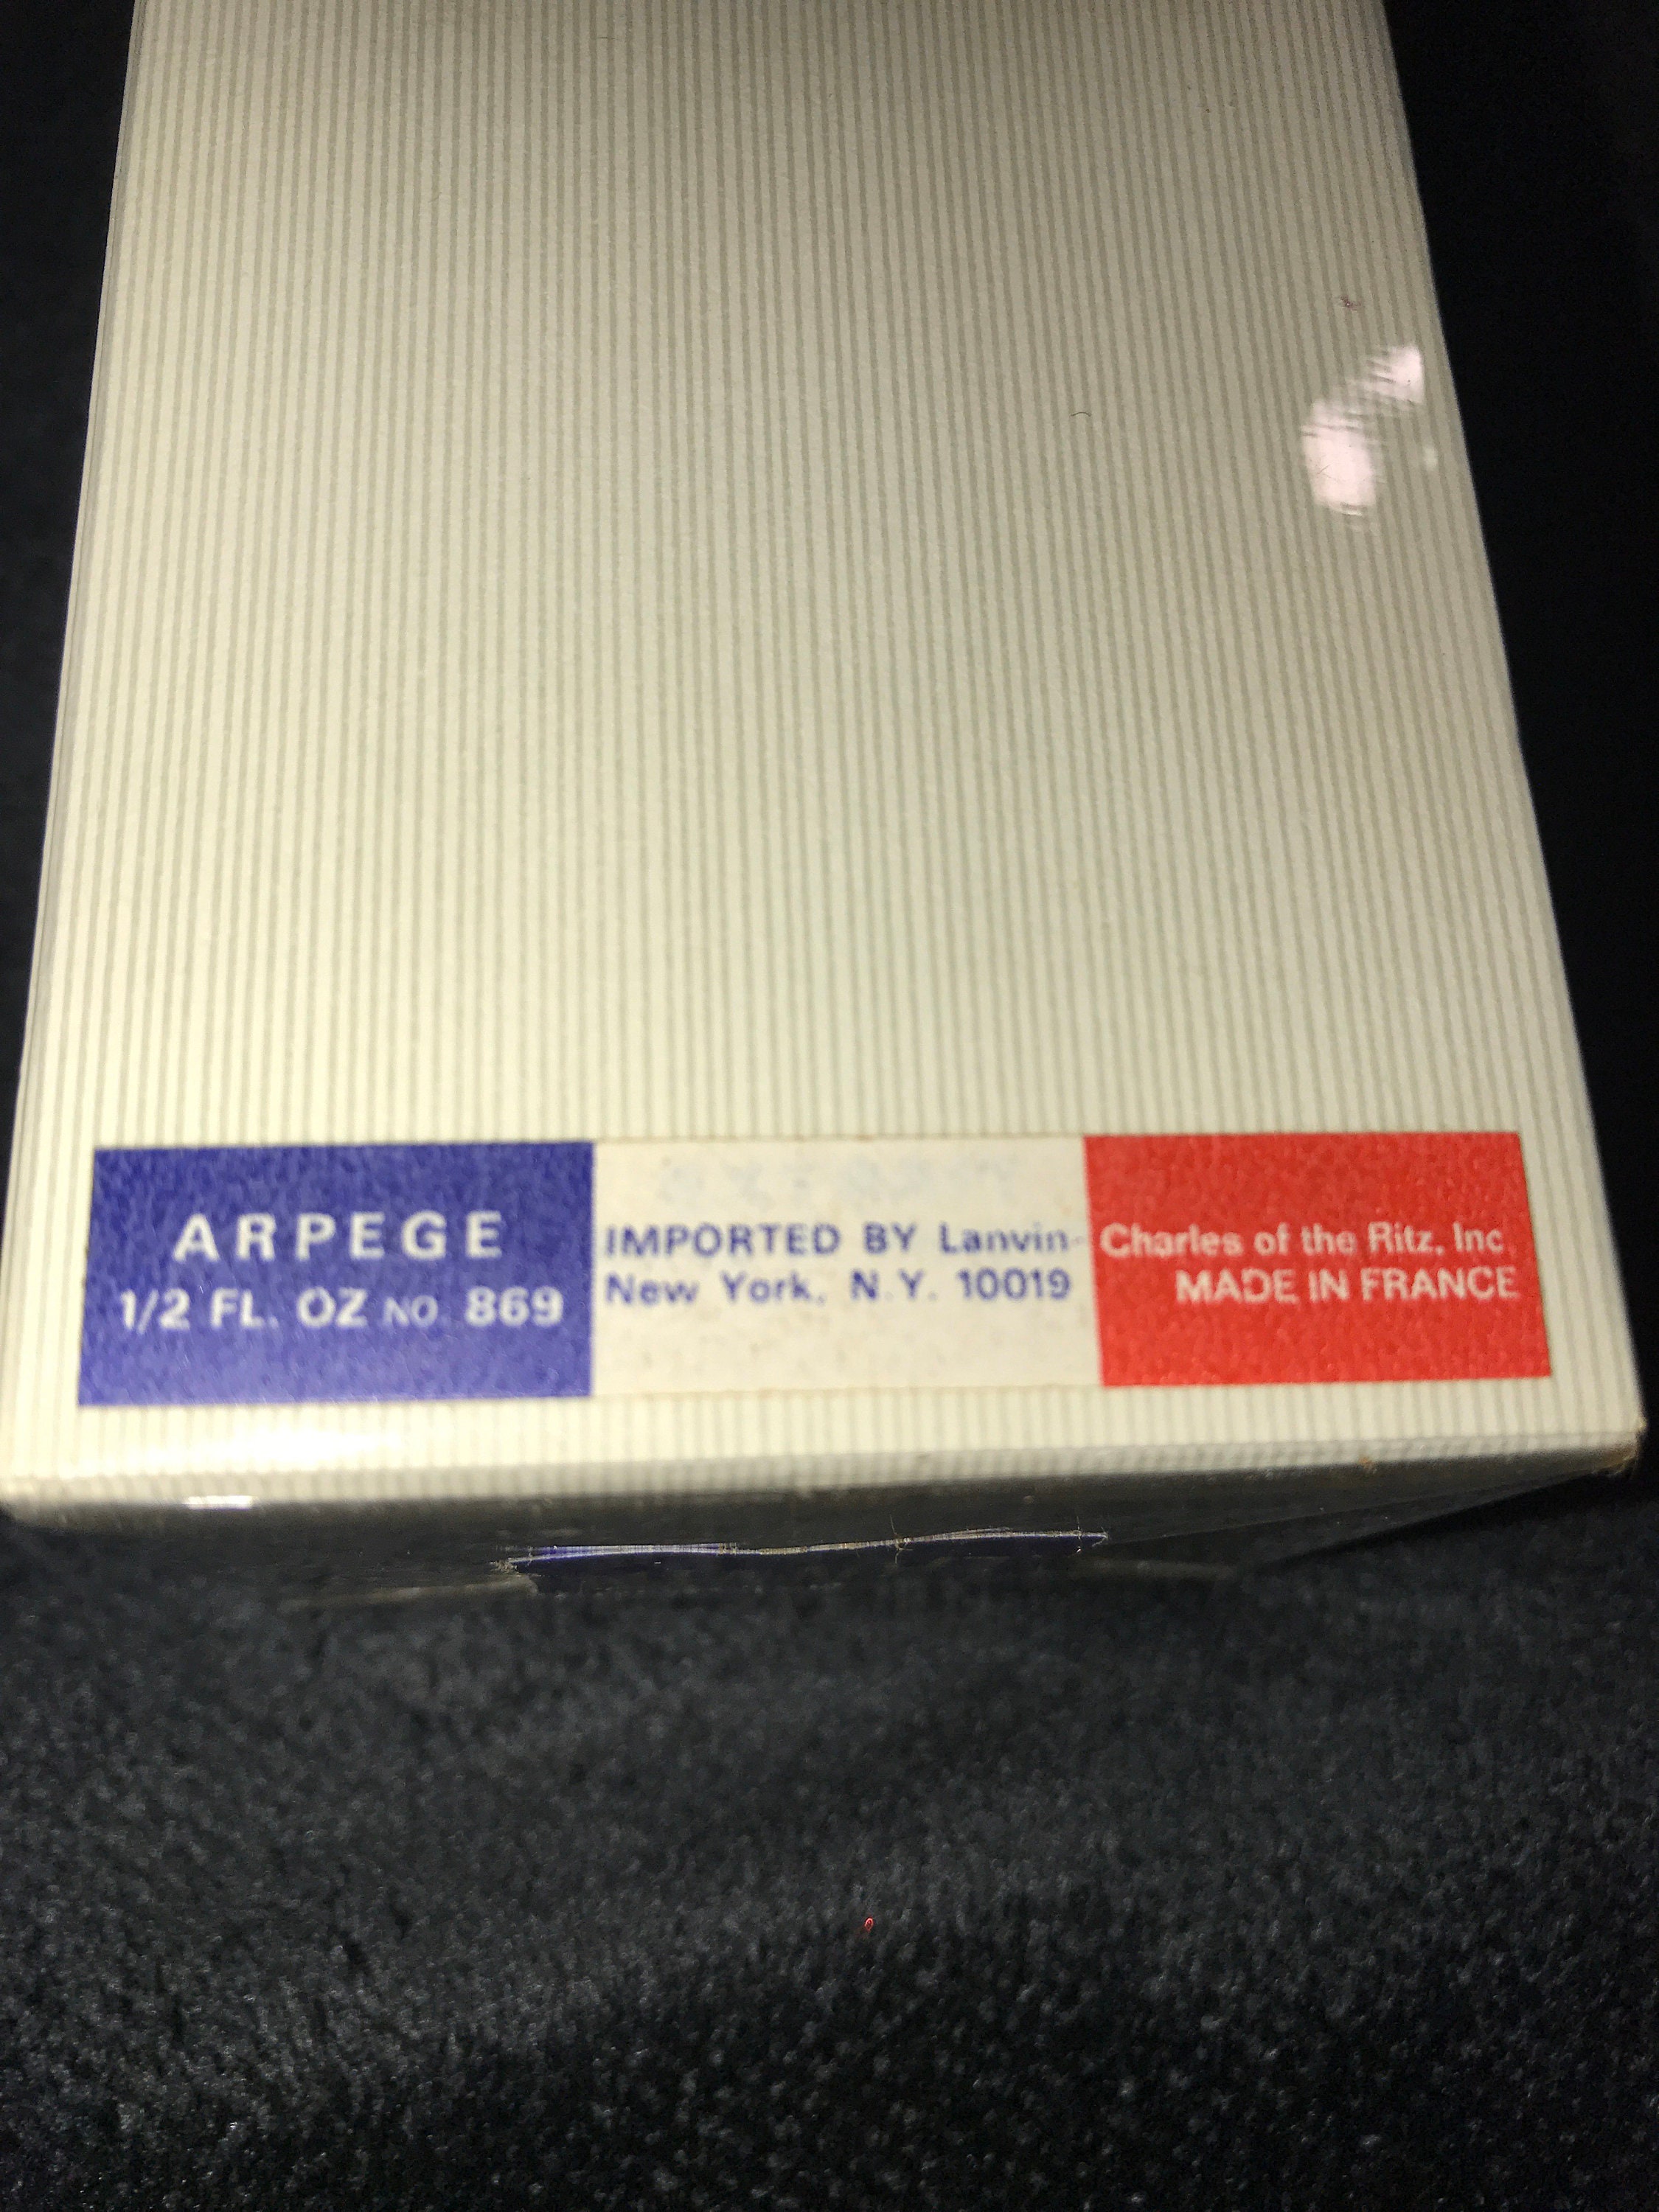 ARPEGE
1/2 FL. OZ NO. 869
IMPORTED BY Lanvin-
New York, N.Y. 10019
Charles of the Ritz, Inc.
MADE IN FRANCE